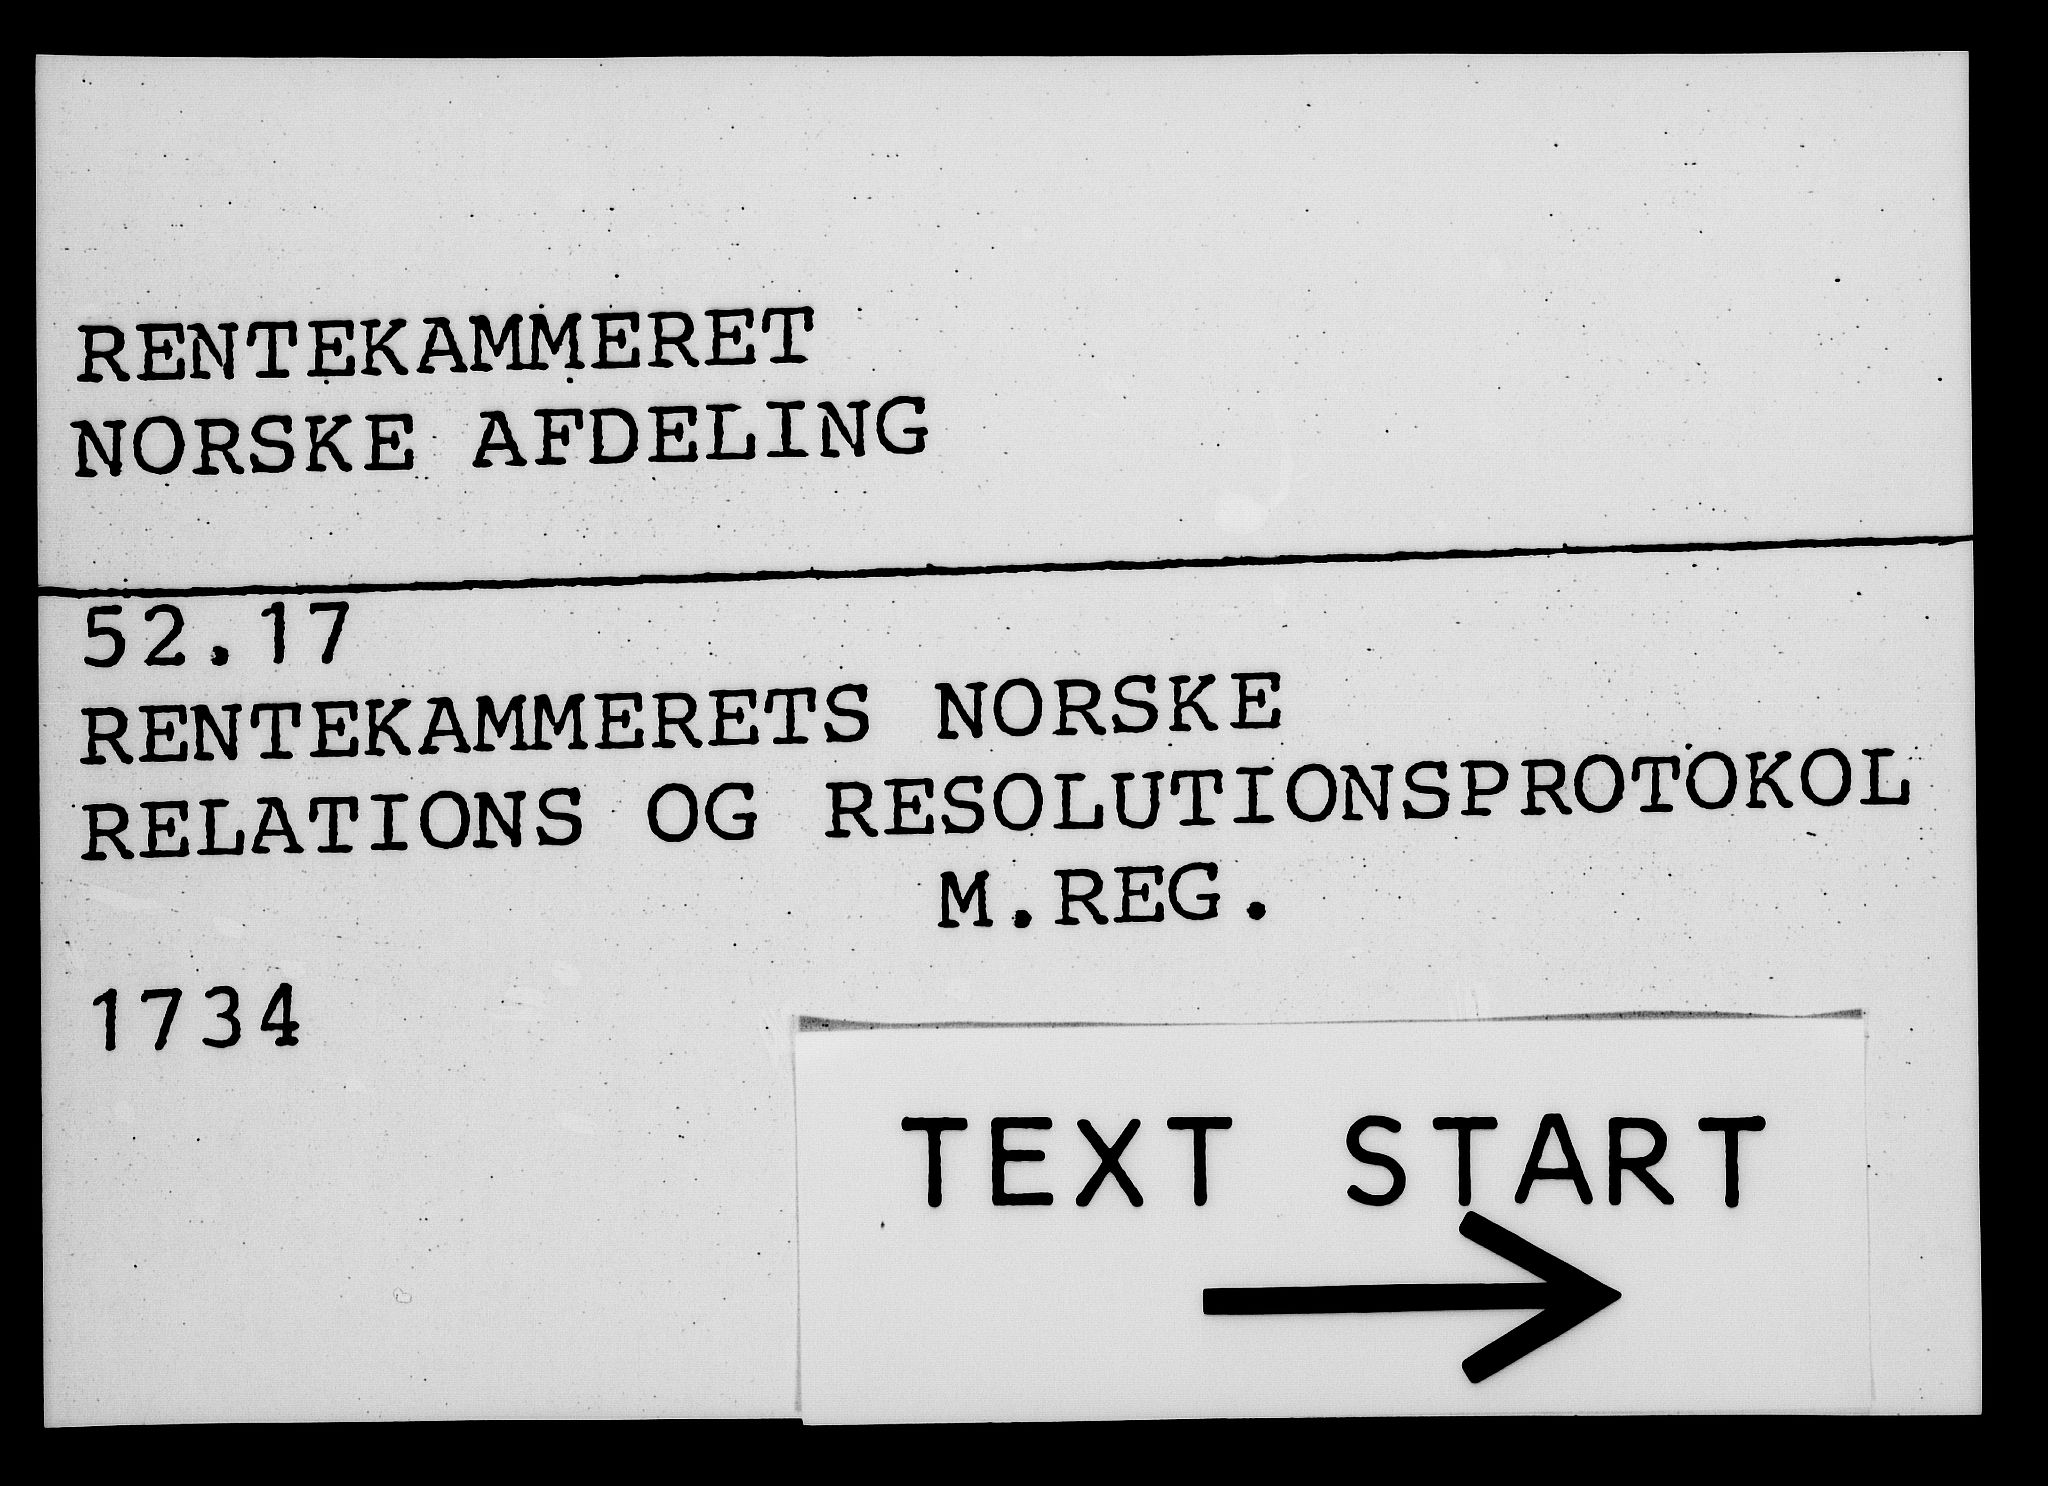 RENTEKAMMERET
NORSKE AFDELING
52.17
RENTEKAMMERETS NORSKE
RELATIONS OG RESOLUTIONSPROTOKOL
M.REG.
1734
TEXT START